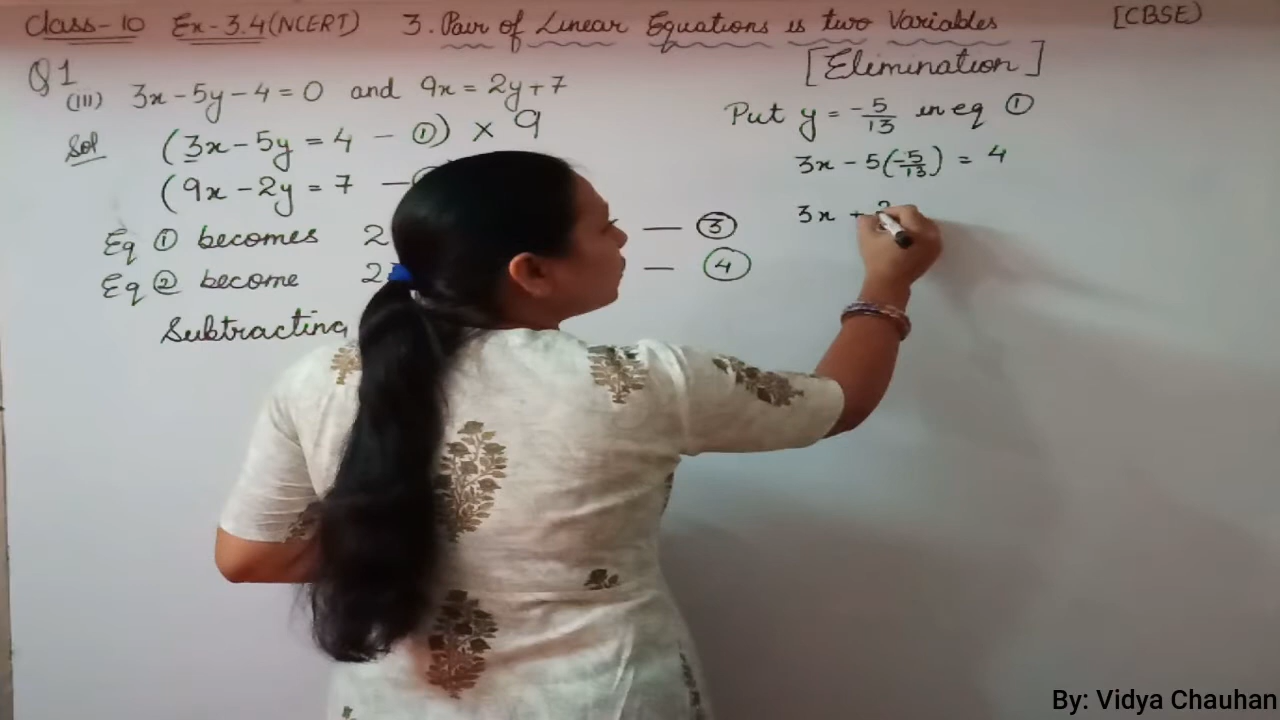 Class-10 Ex-3.4(NCERT) 3. Pair of Linear Equations is two Variables [CBSE)
[Elimination]
Q1
(III) 3x-5y-4=0 and 9x=2y+7
Sol (3x-5y=4 - ①) × 9
(9x-2y=7 -
Eq ① becomes 2 — ③
Eq ② become 2 — ④
Subtracting
Put y = -5/13 in eq ①
3x - 5(-5/13) = 4
3x +
By: Vidya Chauhan